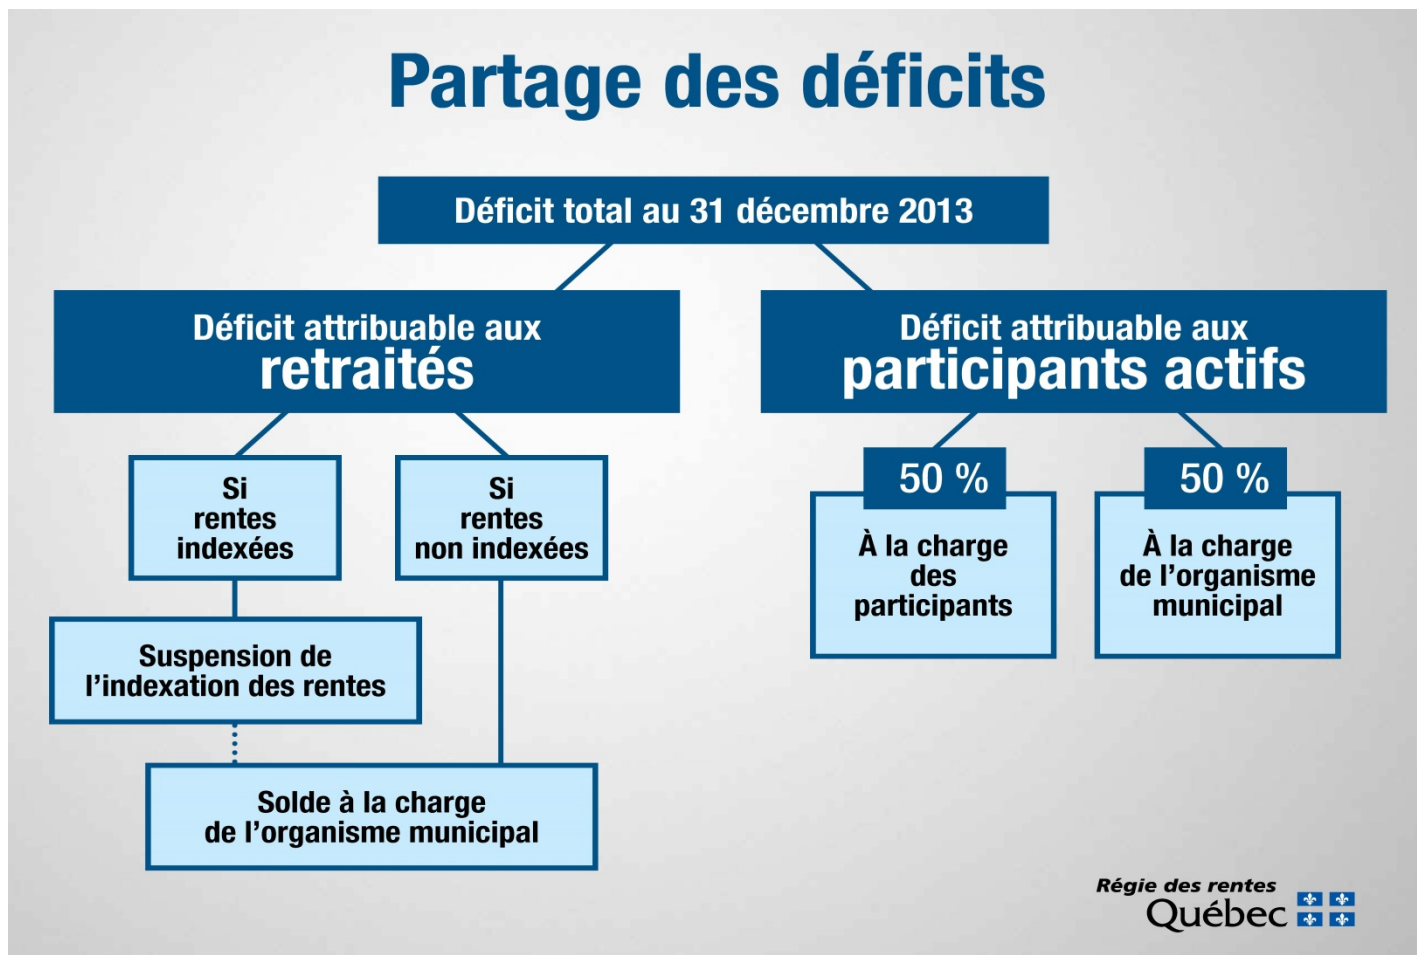 Partage des déficits
Déficit total au 31 décembre 2013
Déficit attribuable aux
retraités
Si
rentes
indexées
Si
rentes
non indexées
Suspension de
l'indexation des rentes
Solde à la charge
de l'organisme municipal
Déficit attribuable aux
participants actifs
50 %
À la charge
des
participants
50 %
À la charge
de l'organisme
municipal
Régie des rentes
Québec